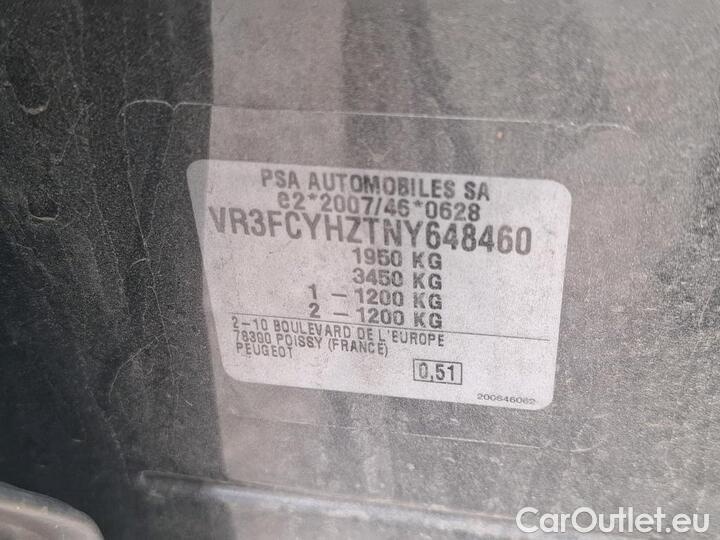 PSA AUTOMOBILES SA
e2*2007/46*0628
VR3FCYHZTNY648460
1950 KG
3450 KG
1 - 1200 KG
2 - 1200 KG
2-10 BOULEVARD DE L'EUROPE
78300 POISSY (FRANCE)
PEUGEOT
0,51
200646062
CarOutlet.eu